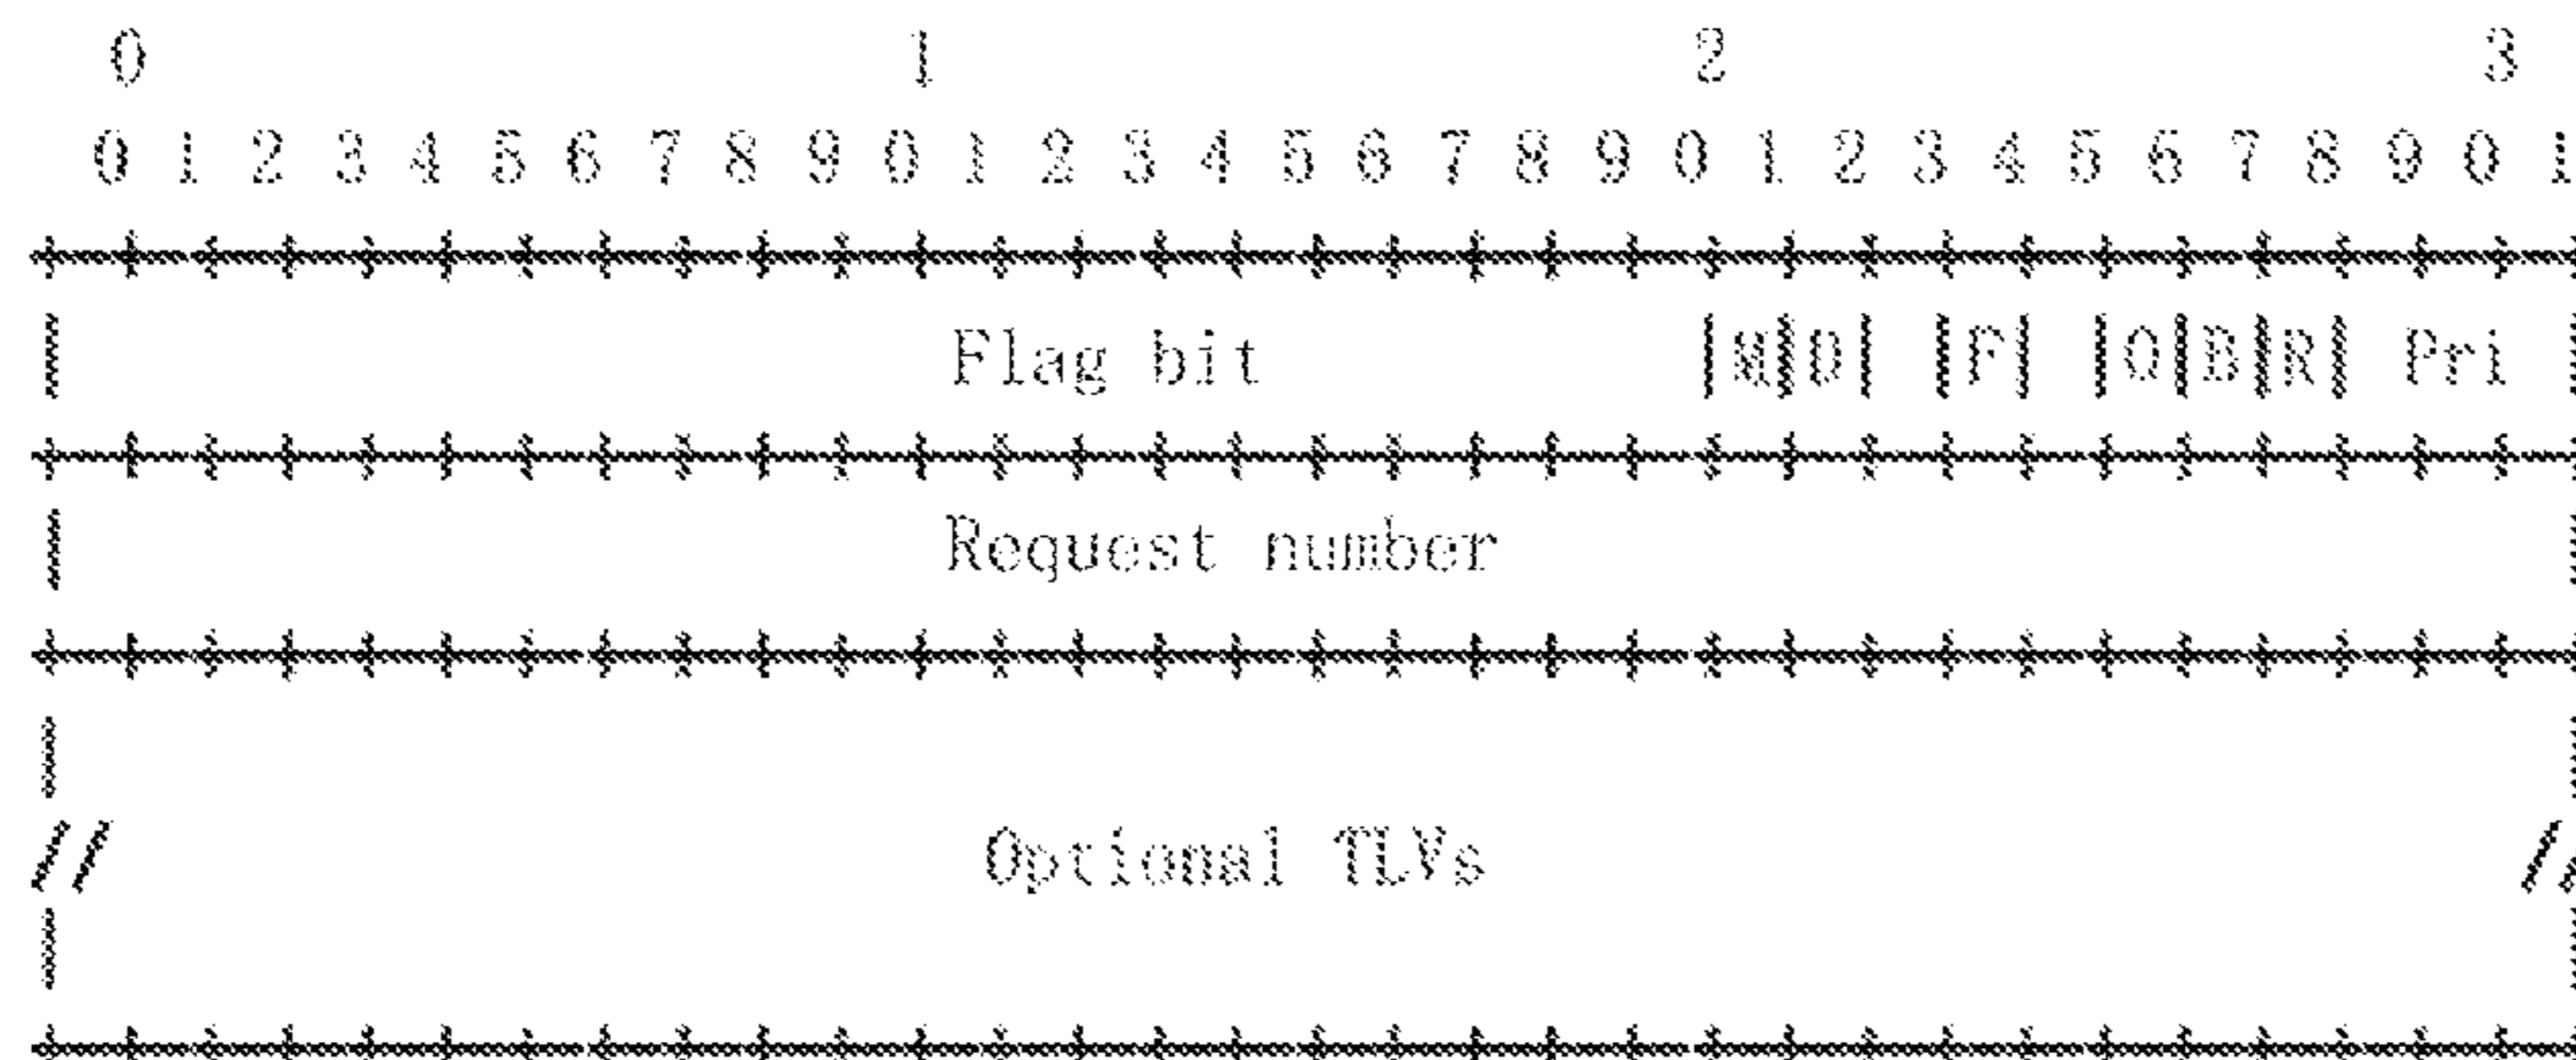 0 1 2 3
0 1 2 3 4 5 6 7 8 9 0 1 2 3 4 5 6 7 8 9 0 1 2 3 4 5 6 7 8 9 0 1
| Flag bit |M|D| |F| |O|B|R| Pri |
| Request number |
| |
// Optional TLVs //
| |